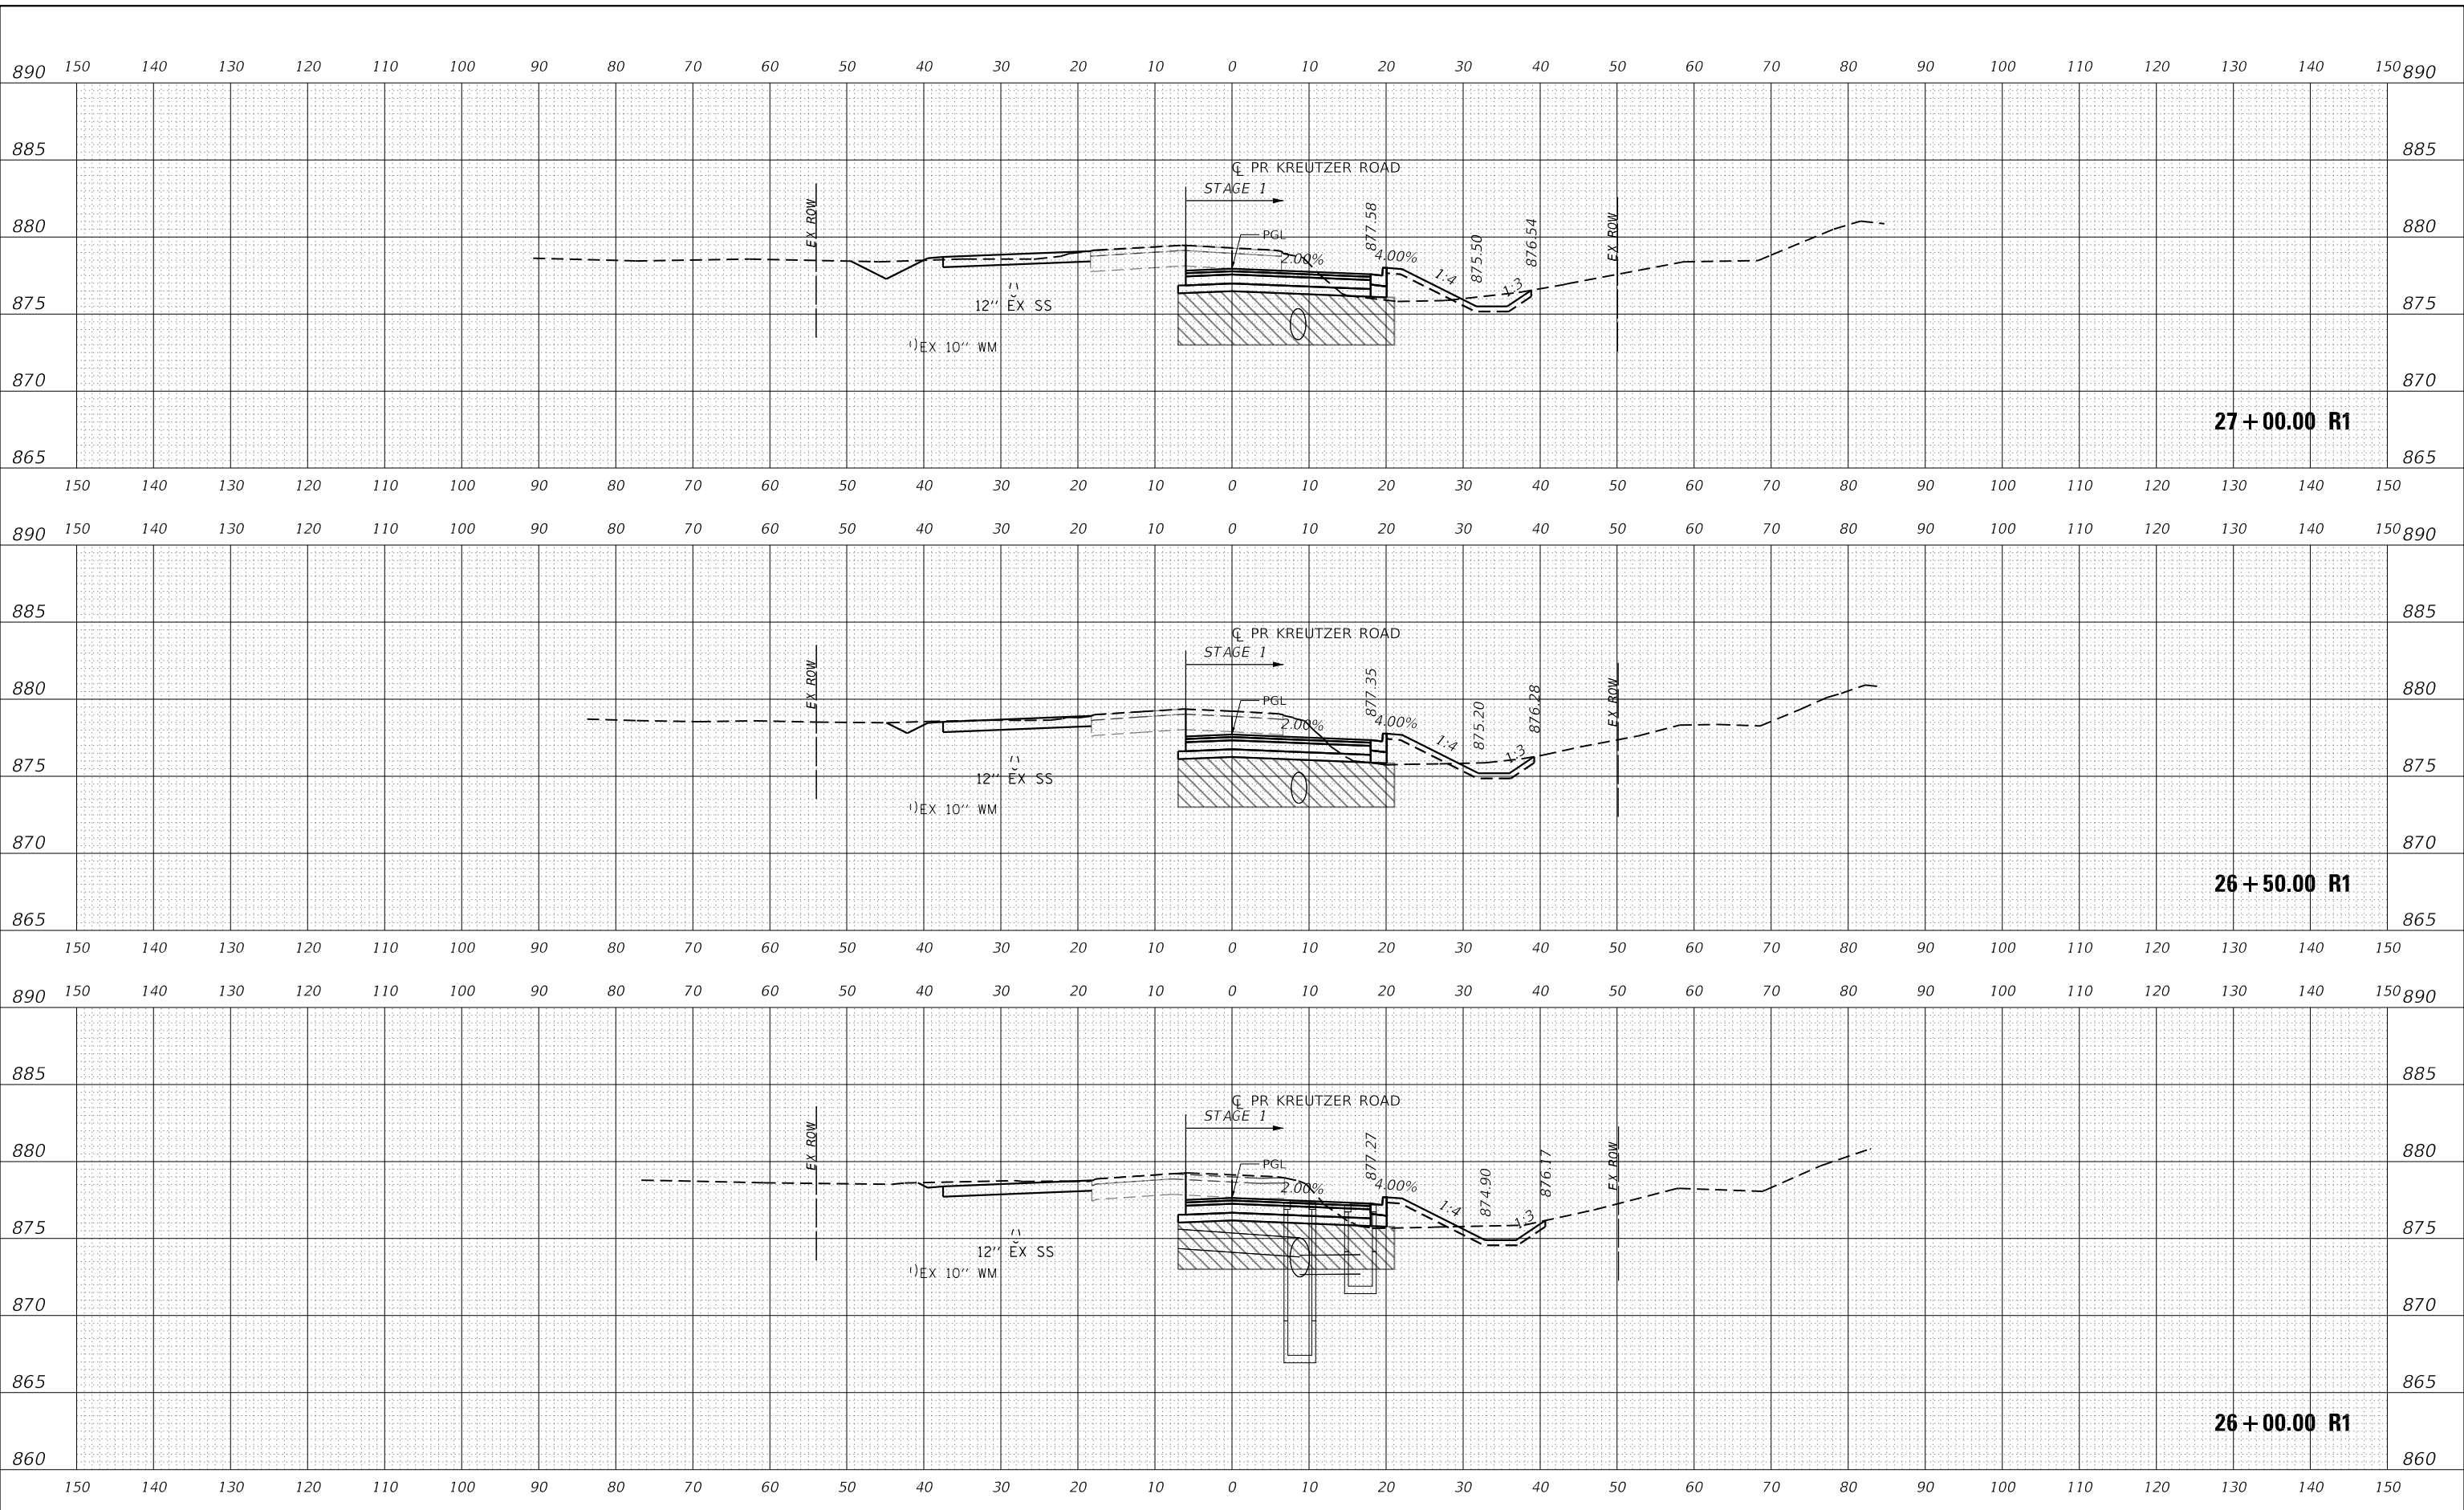 890 150 140 130 120 110 100 90 80 70 60 50 40 30 20 10 0 10 20 30 40 50 60 70 80 90 100 110 120 130 140 150 890
885 885
℄ PR KREUTZER ROAD
STAGE 1
EX ROW 877.58 876.54 EX ROW
880 880
PGL 875.50
2.00% 4.00%
1:4 1:3
12'' EX SS
875 875
EX 10'' WM
870 870
27+00.00 R1
865 865
150 140 130 120 110 100 90 80 70 60 50 40 30 20 10 0 10 20 30 40 50 60 70 80 90 100 110 120 130 140 150
890 150 140 130 120 110 100 90 80 70 60 50 40 30 20 10 0 10 20 30 40 50 60 70 80 90 100 110 120 130 140 150 890
885 885
℄ PR KREUTZER ROAD
STAGE 1
EX ROW 877.35 876.28 EX ROW
880 880
PGL 875.20
2.00% 4.00%
1:4 1:3
875 875
12'' EX SS
EX 10'' WM
870 870
26+50.00 R1
865 865
150 140 130 120 110 100 90 80 70 60 50 40 30 20 10 0 10 20 30 40 50 60 70 80 90 100 110 120 130 140 150
890 150 140 130 120 110 100 90 80 70 60 50 40 30 20 10 0 10 20 30 40 50 60 70 80 90 100 110 120 130 140 150 890
885 885
℄ PR KREUTZER ROAD
STAGE 1
EX ROW 877.27 876.17 EX ROW
880 880
PGL 874.90
2.00% 4.00%
1:4 1:3
875 875
12'' EX SS
EX 10'' WM
870 870
865 865
26+00.00 R1
860 860
150 140 130 120 110 100 90 80 70 60 50 40 30 20 10 0 10 20 30 40 50 60 70 80 90 100 110 120 130 140 150